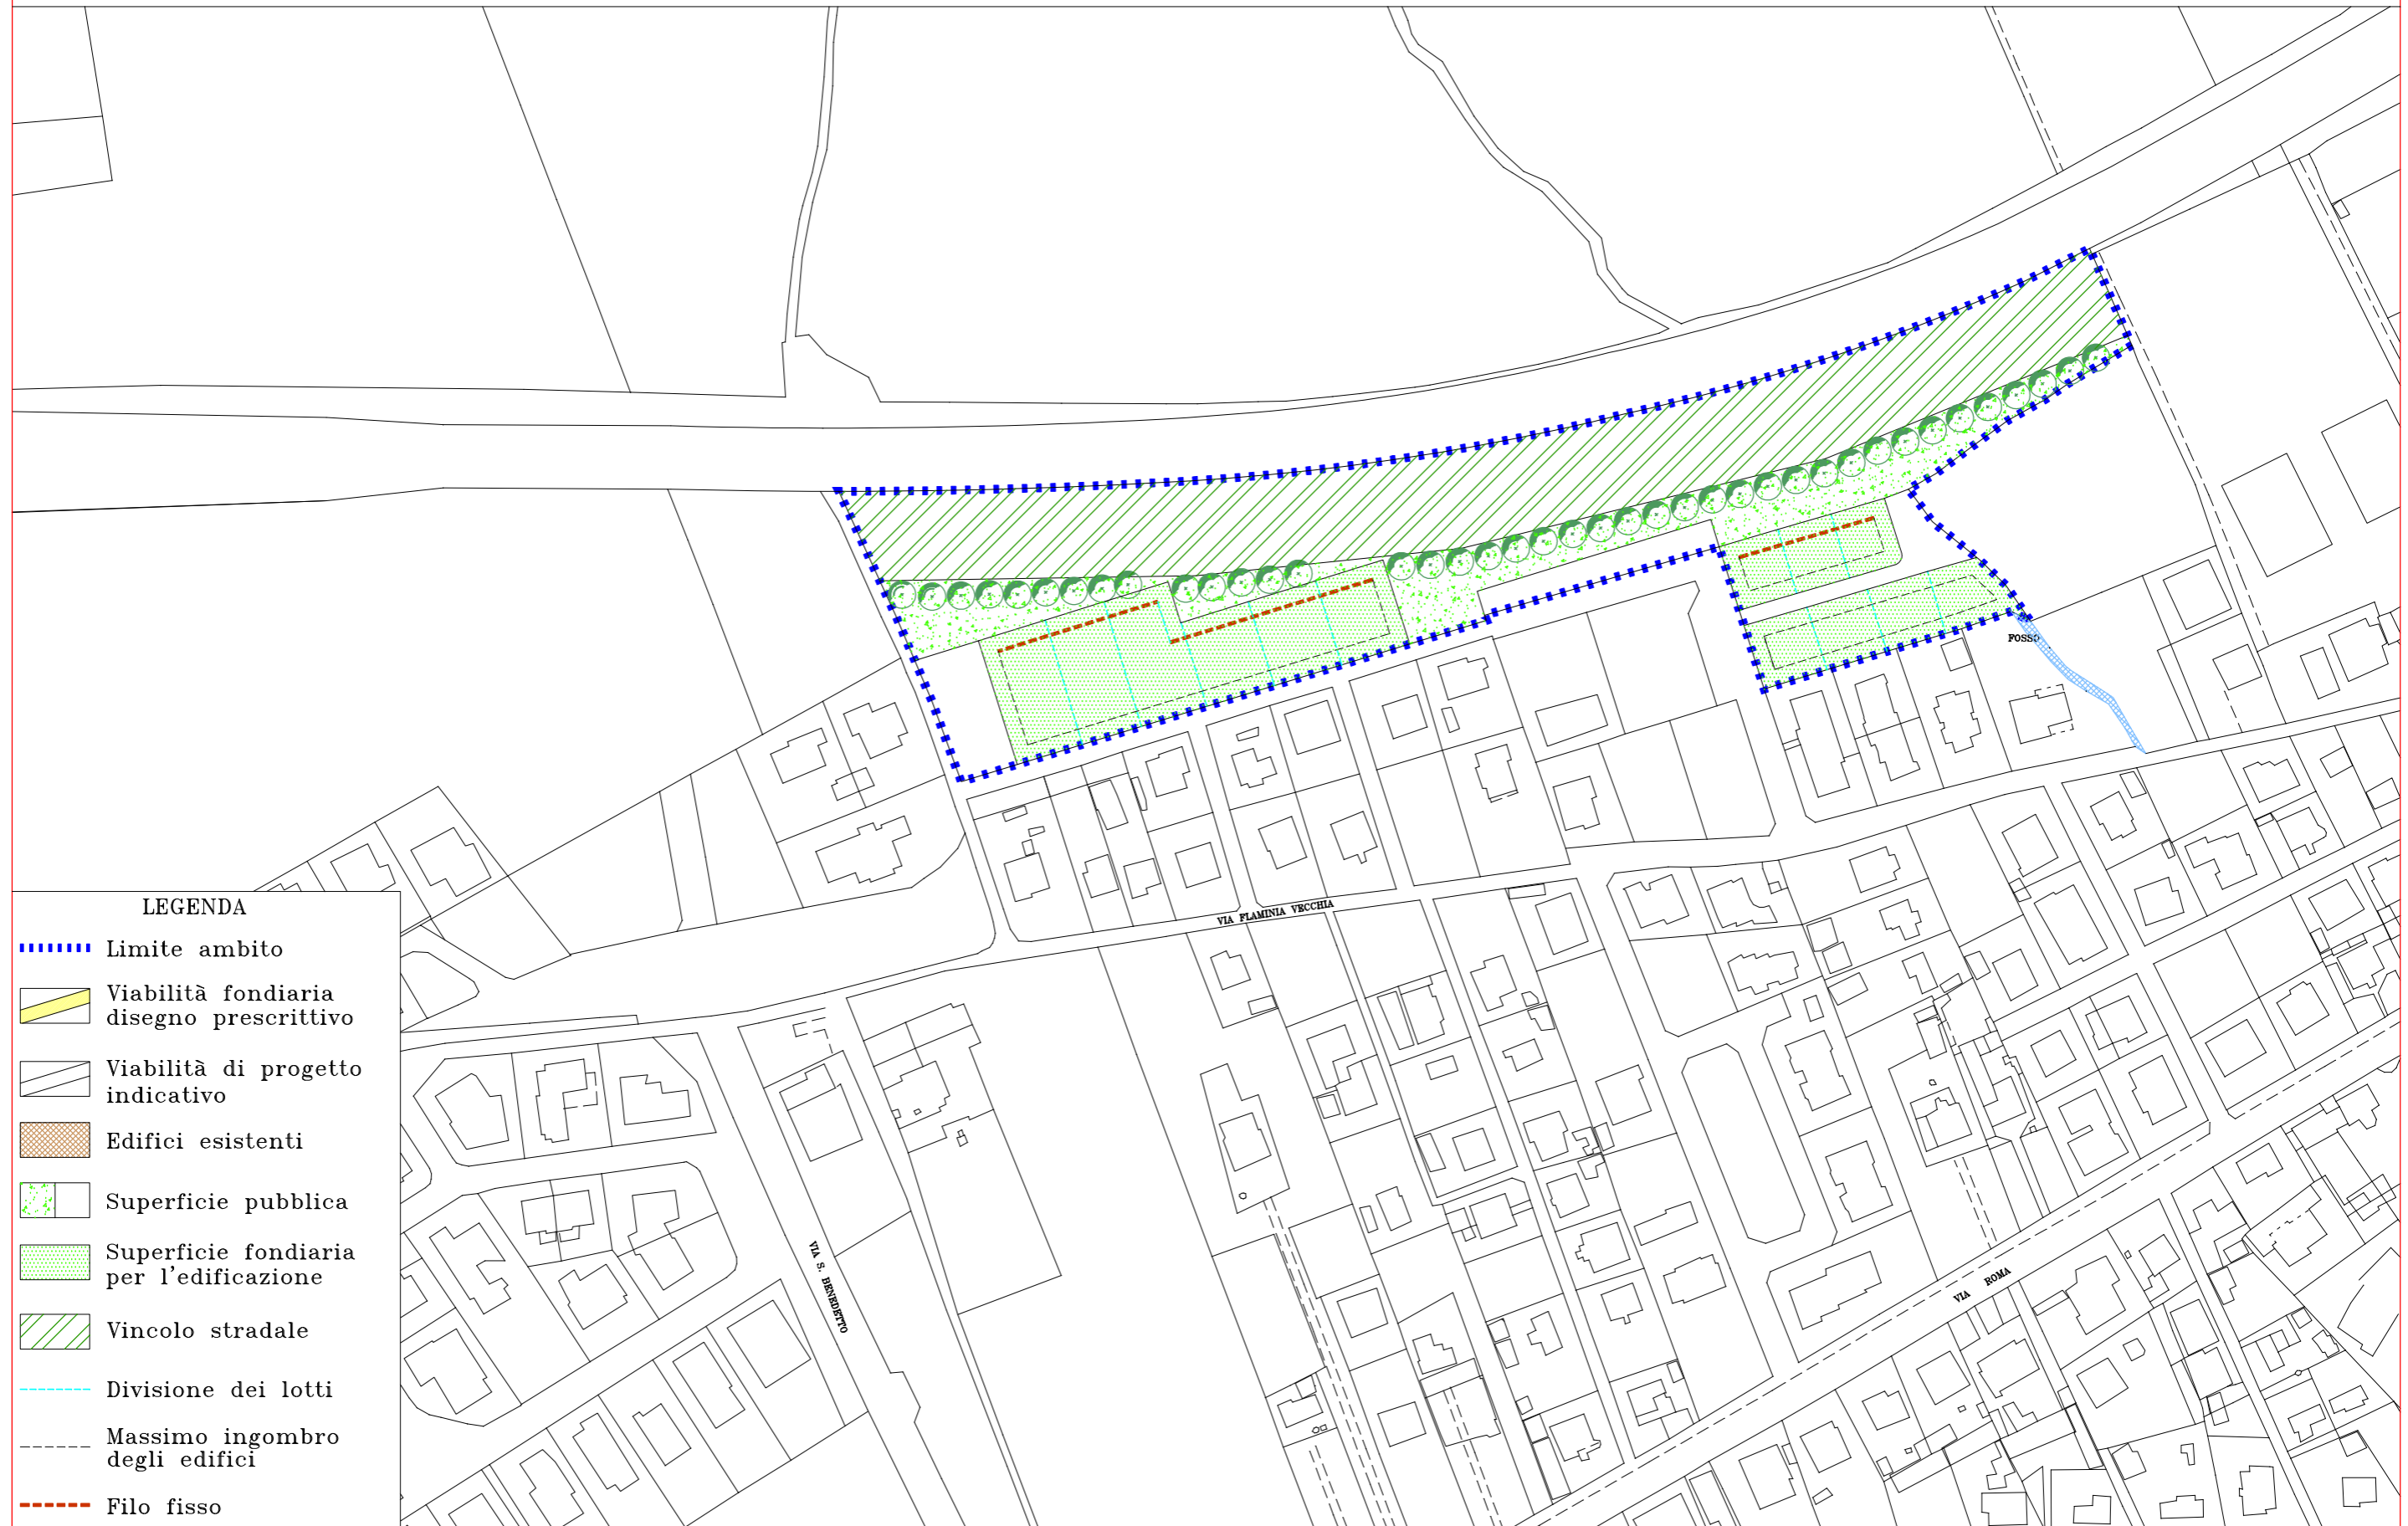 FOSSO
VIA FLAMINIA VECCHIA
VIA S. BENEDETTO
VIA ROMA
LEGENDA
Limite ambito
Viabilità fondiaria
disegno prescrittivo
Viabilità di progetto
indicativo
Edifici esistenti
Superficie pubblica
Superficie fondiaria
per l'edificazione
Vincolo stradale
Divisione dei lotti
Massimo ingombro
degli edifici
Filo fisso